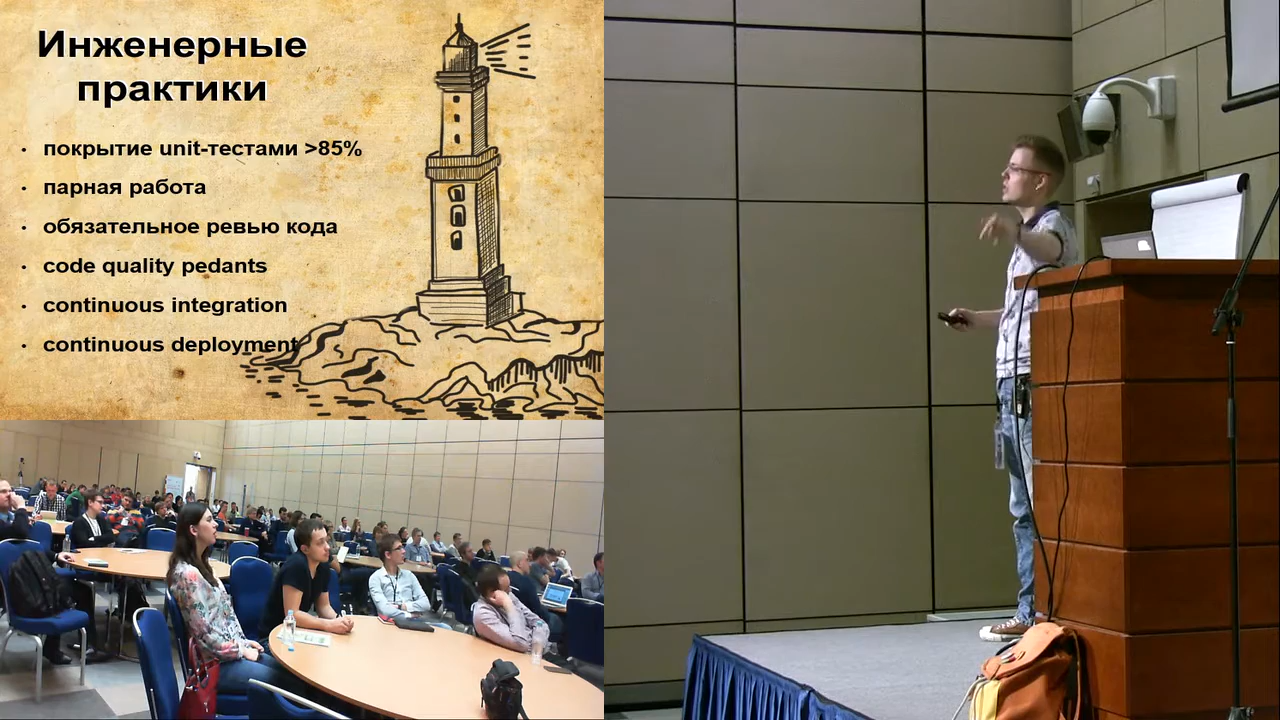 Инженерные
практики
• покрытие unit-тестами >85%
• парная работа
• обязательное ревью кода
• code quality pedants
• continuous integration
• continuous deployment